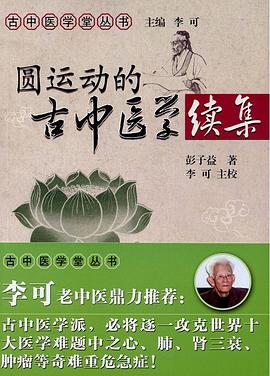 古中医学堂丛书 主编 李可
圆运动的
古中医学 续集
彭子益 著
李可 主校
古中医学堂丛书
李可老中医鼎力推荐：
古中医学派，必将逐一攻克世界十
大医学难题中之心、肺、肾三衰、
肿瘤等奇难重危急症！